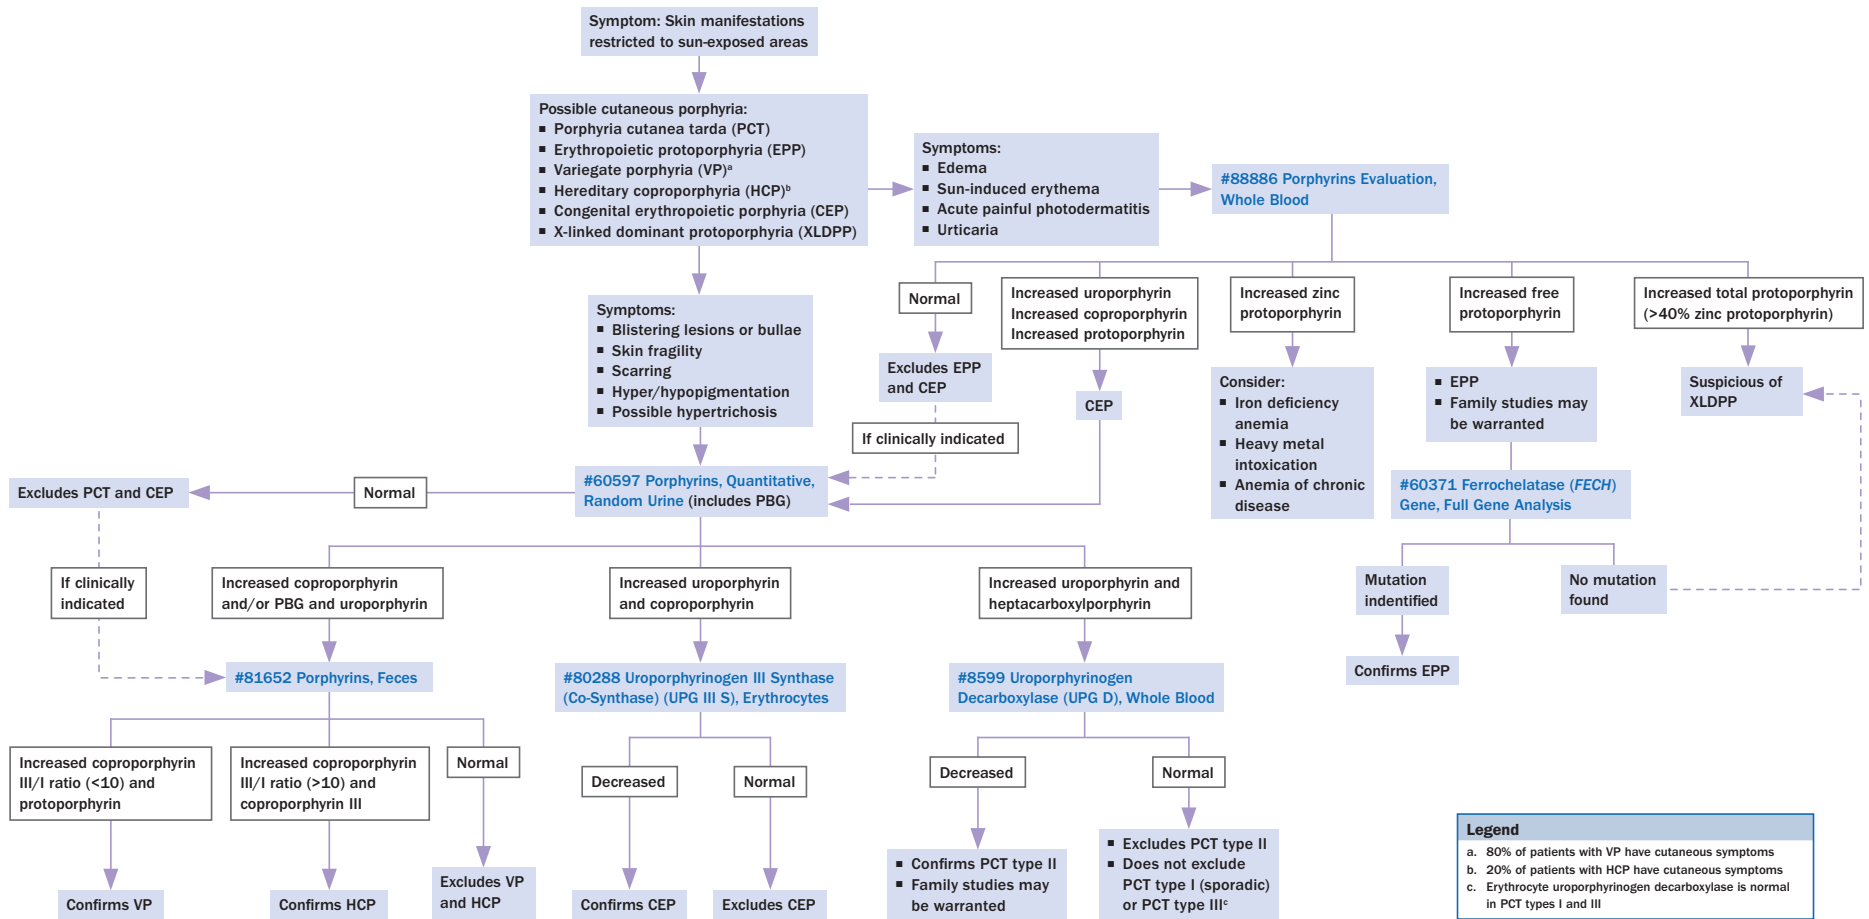 Symptom: Skin manifestations
restricted to sun-exposed areas
Possible cutaneous porphyria:
▪ Porphyria cutanea tarda (PCT)
▪ Erythropoietic protoporphyria (EPP)
▪ Variegate porphyria (VP)a
▪ Hereditary coproporphyria (HCP)b
▪ Congenital erythropoietic porphyria (CEP)
▪ X-linked dominant protoporphyria (XLDPP)
Symptoms:
▪ Edema
▪ Sun-induced erythema
▪ Acute painful photodermatitis
▪ Urticaria
#88886 Porphyrins Evaluation,
Whole Blood
Normal
Increased uroporphyrin
Increased coproporphyrin
Increased protoporphyrin
Increased zinc
protoporphyrin
Increased free
protoporphyrin
Increased total protoporphyrin
(>40% zinc protoporphyrin)
Symptoms:
▪ Blistering lesions or bullae
▪ Skin fragility
▪ Scarring
▪ Hyper/hypopigmentation
▪ Possible hypertrichosis
Excludes EPP
and CEP
CEP
Consider:
▪ Iron deficiency
anemia
▪ Heavy metal
intoxication
▪ Anemia of chronic
disease
▪ EPP
▪ Family studies may
be warranted
Suspicious of
XLDPP
If clinically indicated
Excludes PCT and CEP
Normal
#60597 Porphyrins, Quantitative,
Random Urine (includes PBG)
#60371 Ferrochelatase (FECH)
Gene, Full Gene Analysis
If clinically
indicated
Increased coproporphyrin
and/or PBG and uroporphyrin
Increased uroporphyrin
and coproporphyrin
Increased uroporphyrin and
heptacarboxylporphyrin
Mutation
indentified
No mutation
found
#81652 Porphyrins, Feces
#80288 Uroporphyrinogen III Synthase
(Co-Synthase) (UPG III S), Erythrocytes
#8599 Uroporphyrinogen
Decarboxylase (UPG D), Whole Blood
Confirms EPP
Increased coproporphyrin
III/I ratio (<10) and
protoporphyrin
Increased coproporphyrin
III/I ratio (>10) and
coproporphyrin III
Normal
Decreased
Normal
Decreased
Normal
Confirms VP
Confirms HCP
Excludes VP
and HCP
Confirms CEP
Excludes CEP
▪ Confirms PCT type II
▪ Family studies may
be warranted
▪ Excludes PCT type II
▪ Does not exclude
PCT type I (sporadic)
or PCT type IIIc
Legend
a. 80% of patients with VP have cutaneous symptoms
b. 20% of patients with HCP have cutaneous symptoms
c. Erythrocyte uroporphyrinogen decarboxylase is normal
in PCT types I and III